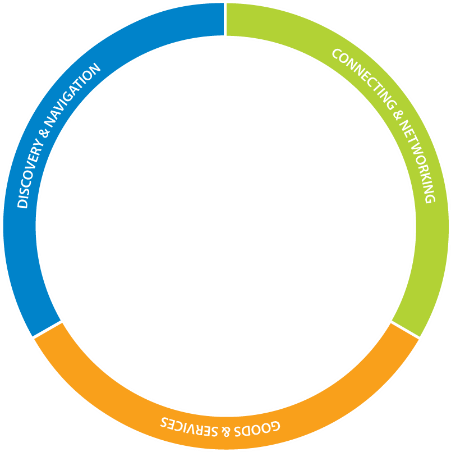 CONNECTING & NETWORKING
GOODS & SERVICES
DISCOVERY & NAVIGATION